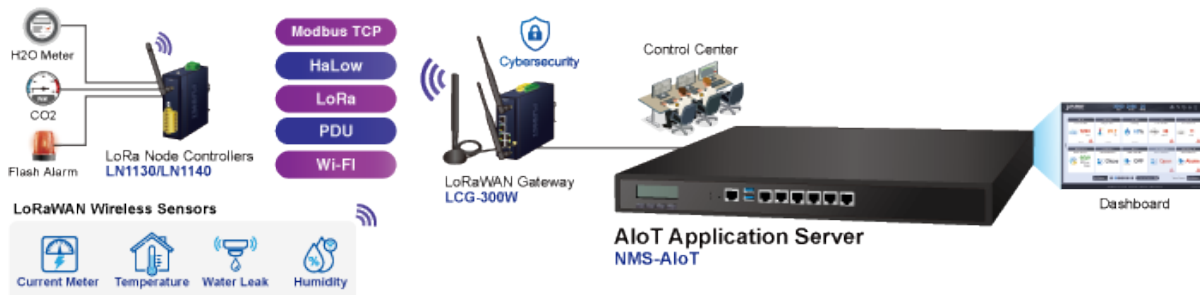 H2O Meter
CO2
Flash Alarm
LoRa Node Controllers
LN1130/LN1140
Modbus TCP
HaLow
LoRa
PDU
Wi-FI
Cybersecurity
LoRaWAN Gateway
LCG-300W
Control Center
AIoT Application Server
NMS-AIoT
Dashboard
LoRaWAN Wireless Sensors
Current Meter
Temperature
Water Leak
Humidity